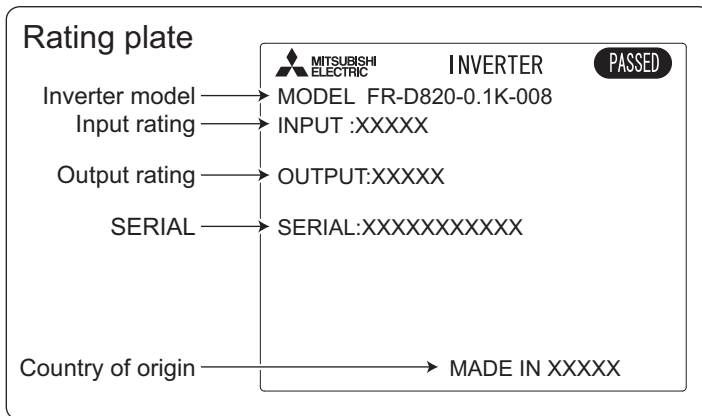 Rating plate
MITSUBISHI
ELECTRIC
INVERTER
PASSED
Inverter model
MODEL FR-D820-0.1K-008
Input rating
INPUT :XXXXX
Output rating
OUTPUT:XXXXX
SERIAL
SERIAL:XXXXXXXXXXX
Country of origin
MADE IN XXXXX